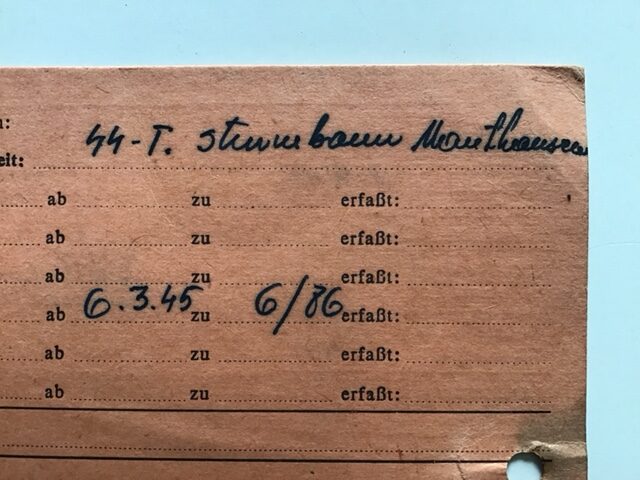 n:
eit: SS-T. Sturmbann Mauthausen
ab zu erfaßt:
ab zu erfaßt:
ab zu erfaßt:
ab 6.3.45 zu 6/86 erfaßt:
ab zu erfaßt:
ab zu erfaßt: